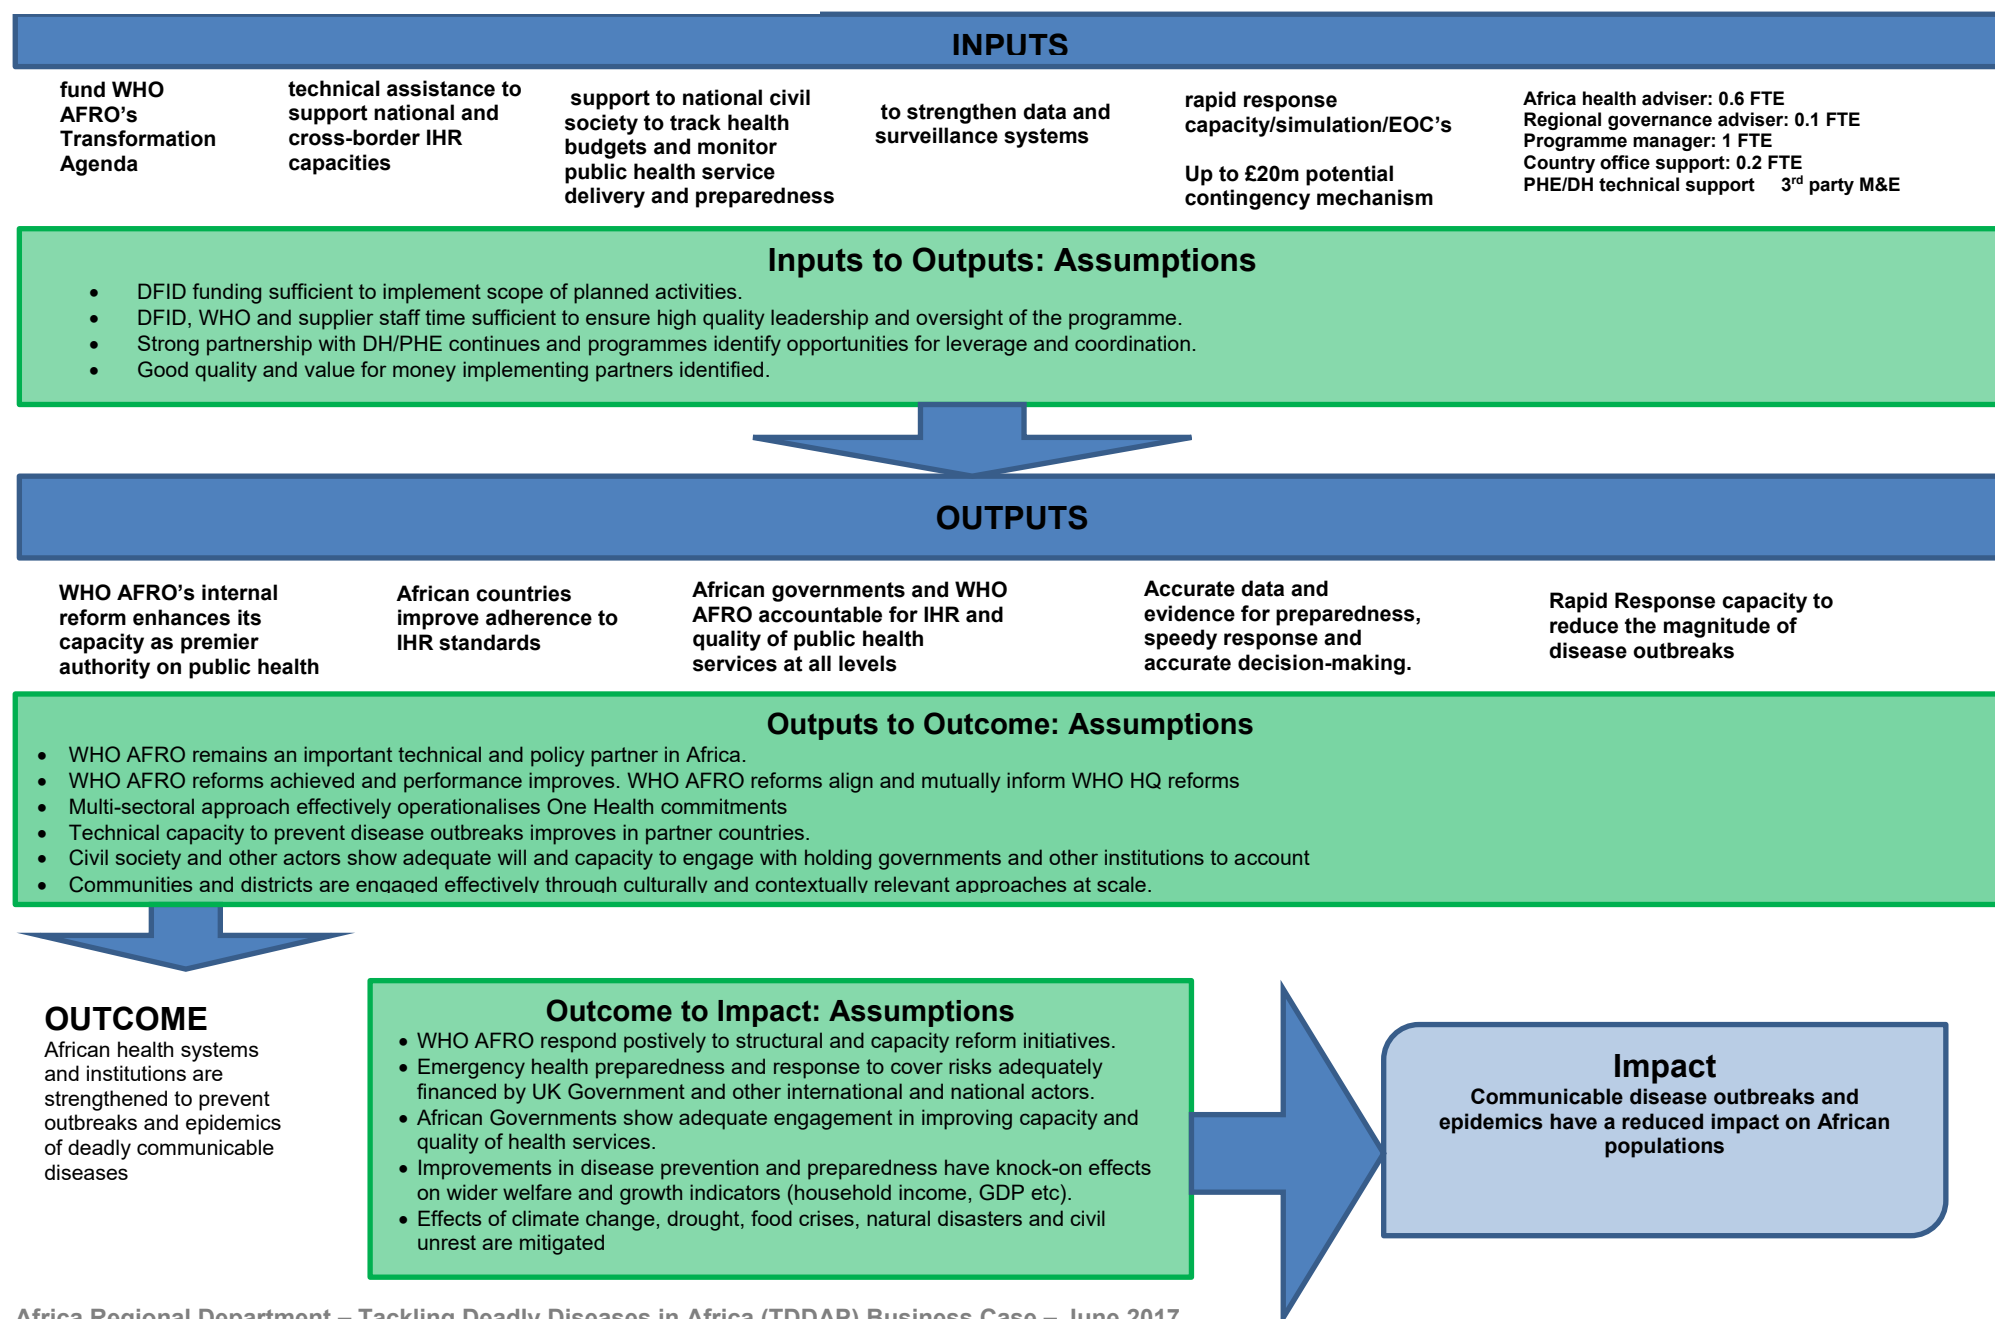 INPUTS
fund WHO
AFRO's
Transformation
Agenda
technical assistance to
support national and
cross-border IHR
capacities
support to national civil
society to track health
budgets and monitor
public health service
delivery and preparedness
to strengthen data and
surveillance systems
rapid response
capacity/simulation/EOC's
Up to £20m potential
contingency mechanism
Africa health adviser: 0.6 FTE
Regional governance adviser: 0.1 FTE
Programme manager: 1 FTE
Country office support: 0.2 FTE
PHE/DH technical support 3rd party M&E
Inputs to Outputs: Assumptions
• DFID funding sufficient to implement scope of planned activities.
• DFID, WHO and supplier staff time sufficient to ensure high quality leadership and oversight of the programme.
• Strong partnership with DH/PHE continues and programmes identify opportunities for leverage and coordination.
• Good quality and value for money implementing partners identified.
OUTPUTS
WHO AFRO's internal
reform enhances its
capacity as premier
authority on public health
African countries
improve adherence to
IHR standards
African governments and WHO
AFRO accountable for IHR and
quality of public health
services at all levels
Accurate data and
evidence for preparedness,
speedy response and
accurate decision-making.
Rapid Response capacity to
reduce the magnitude of
disease outbreaks
Outputs to Outcome: Assumptions
• WHO AFRO remains an important technical and policy partner in Africa.
• WHO AFRO reforms achieved and performance improves. WHO AFRO reforms align and mutually inform WHO HQ reforms
• Multi-sectoral approach effectively operationalises One Health commitments
• Technical capacity to prevent disease outbreaks improves in partner countries.
• Civil society and other actors show adequate will and capacity to engage with holding governments and other institutions to account
• Communities and districts are engaged effectively through culturally and contextually relevant approaches at scale.
OUTCOME
African health systems
and institutions are
strengthened to prevent
outbreaks and epidemics
of deadly communicable
diseases
Outcome to Impact: Assumptions
• WHO AFRO respond postively to structural and capacity reform initiatives.
• Emergency health preparedness and response to cover risks adequately
financed by UK Government and other international and national actors.
• African Governments show adequate engagement in improving capacity and
quality of health services.
• Improvements in disease prevention and preparedness have knock-on effects
on wider welfare and growth indicators (household income, GDP etc).
• Effects of climate change, drought, food crises, natural disasters and civil
unrest are mitigated
Impact
Communicable disease outbreaks and
epidemics have a reduced impact on African
populations
Africa Regional Department – Tackling Deadly Diseases in Africa (TDDAP) Business Case – June 2017